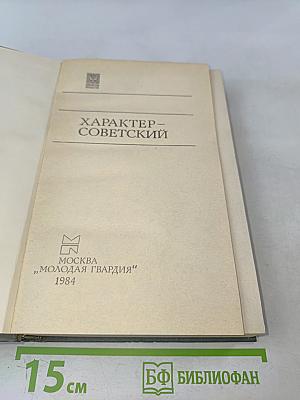 ХАРАКТЕР–
СОВЕТСКИЙ
МОСКВА
„МОЛОДАЯ ГВАРДИЯ“
1984
15 см
БФ БИБЛИОФАН